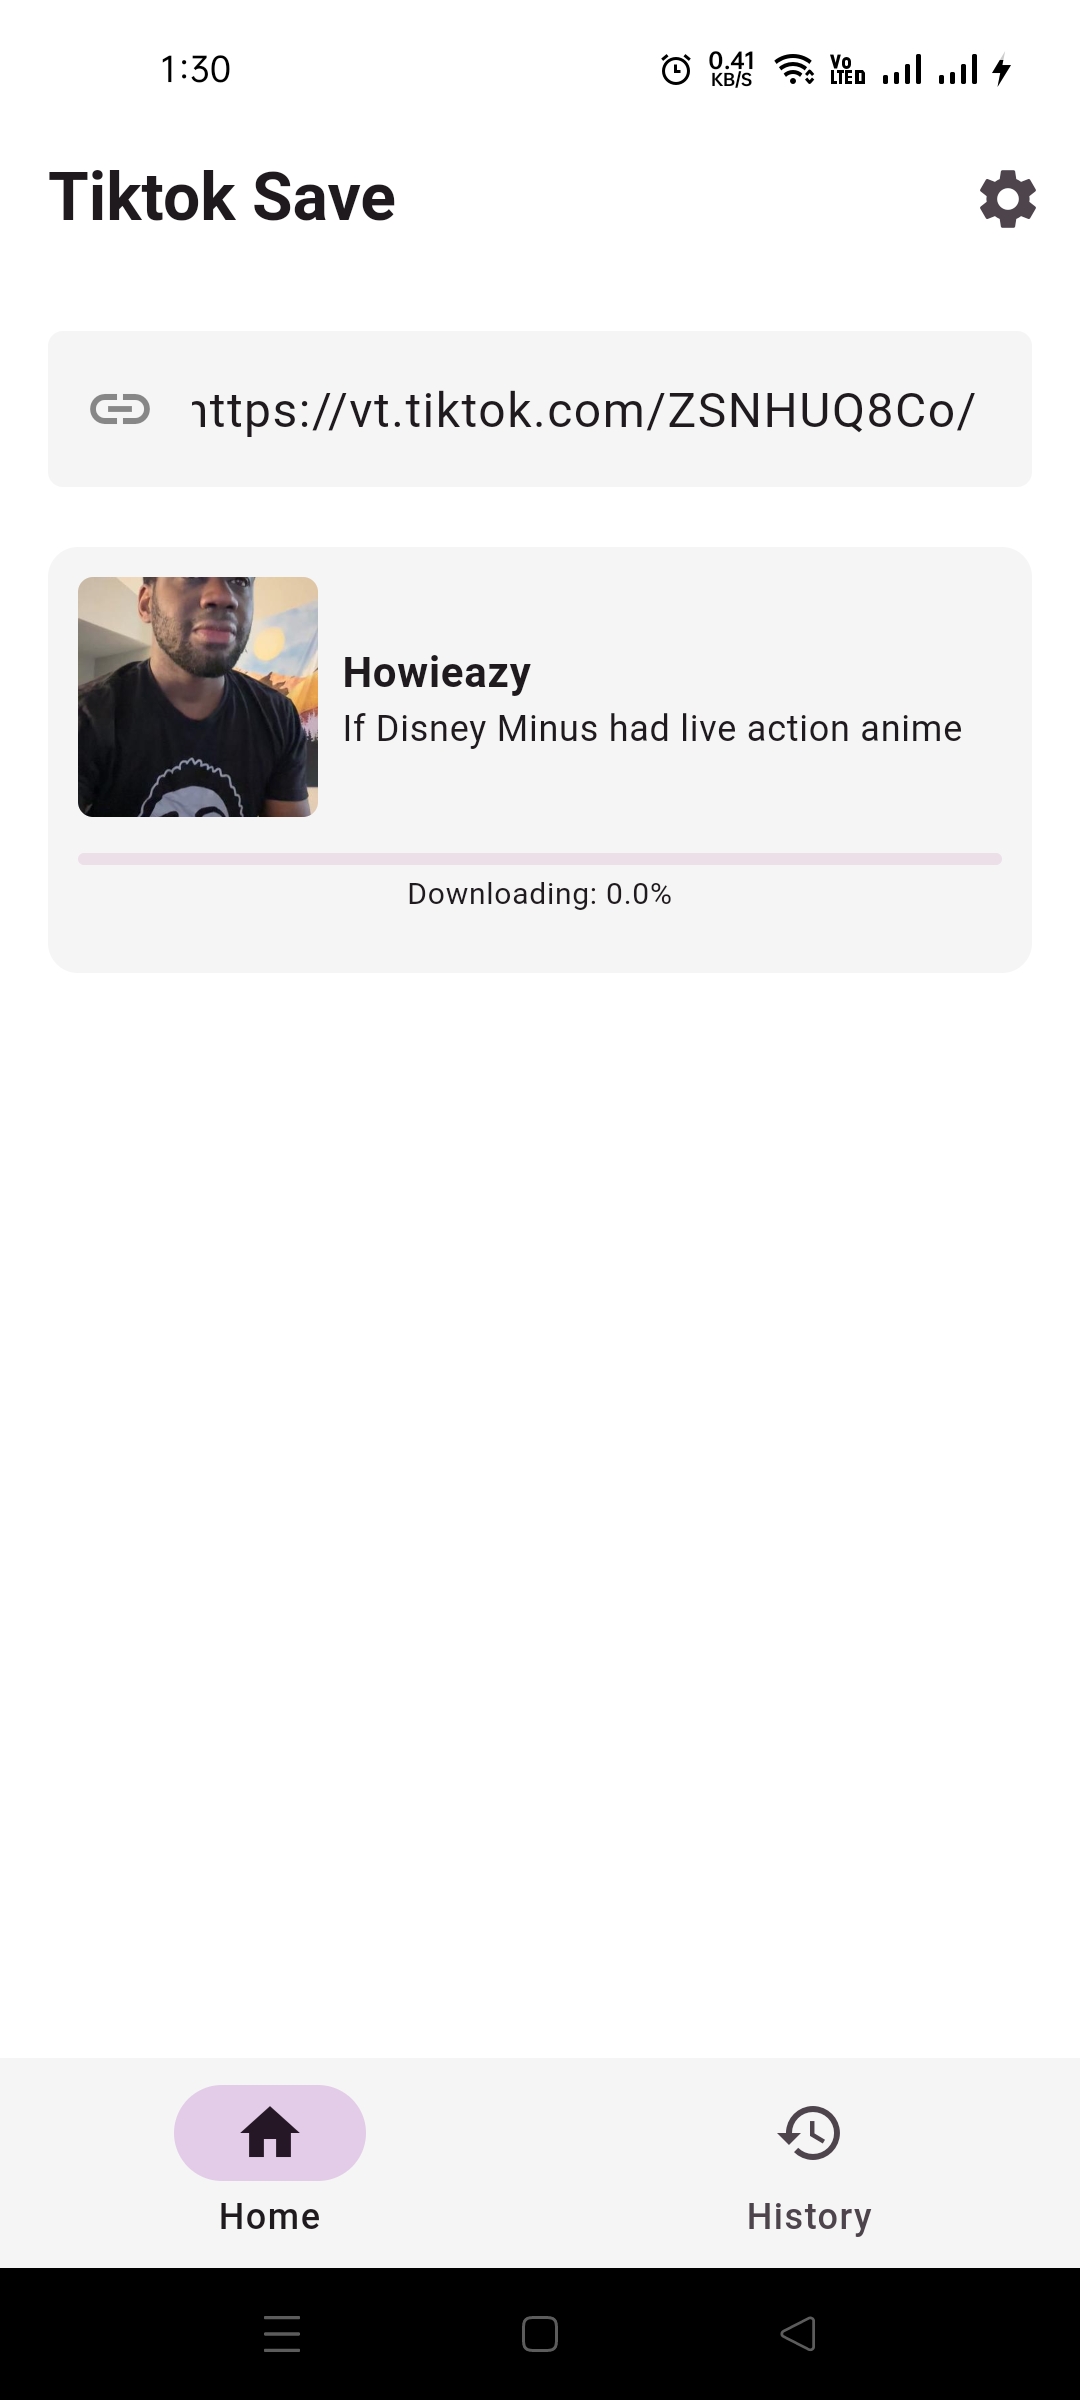 1:30
0.41
KB/S
Vo
LTE
Tiktok Save
https://vt.tiktok.com/ZSNHUQ8Co/
Howieazy
If Disney Minus had live action anime
Downloading: 0.0%
Home
History